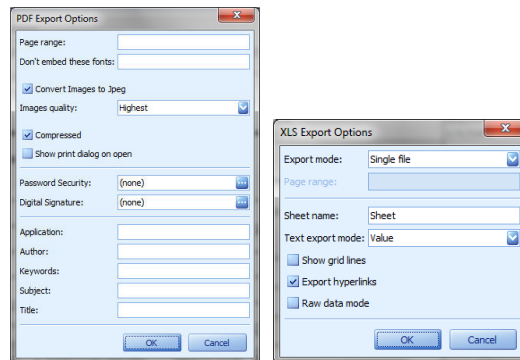 PDF Export Options
Page range:
Don't embed these fonts:
Convert Images to Jpeg
Images quality: Highest
Compressed
Show print dialog on open
Password Security: (none)
Digital Signature: (none)
Application:
Author:
Keywords:
Subject:
Title:
OK Cancel
XLS Export Options
Export mode: Single file
Page range:
Sheet name: Sheet
Text export mode: Value
Show grid lines
Export hyperlinks
Raw data mode
OK Cancel